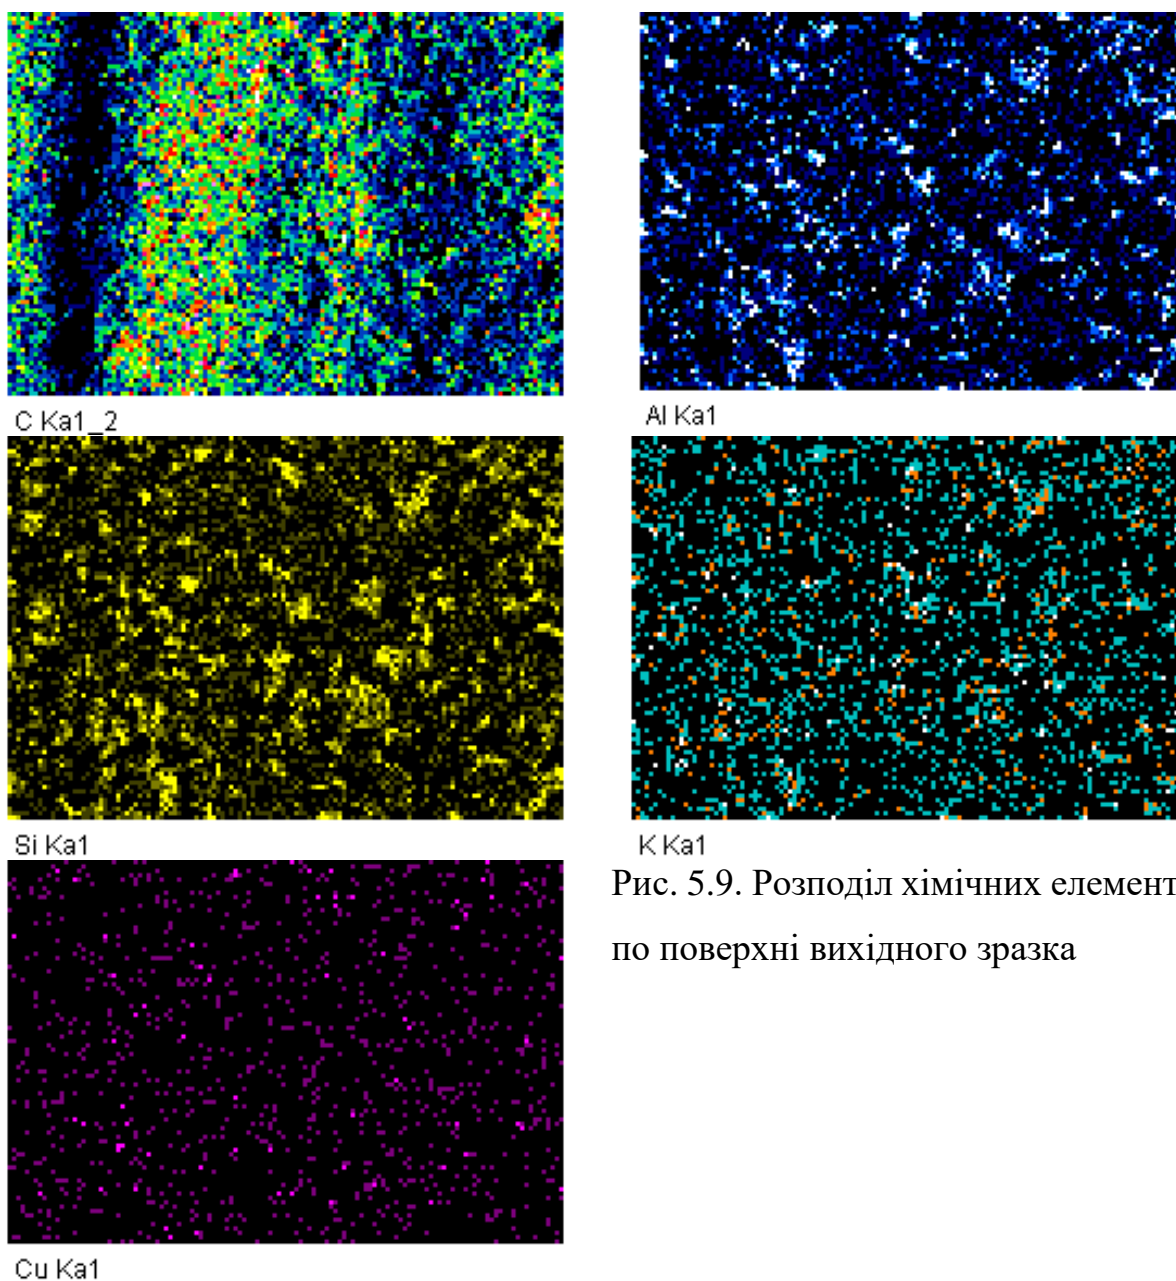 C Ka1_2
Al Ka1
Si Ka1
K Ka1
Рис. 5.9. Розподіл хімічних елемент
по поверхні вихідного зразка
Cu Ka1